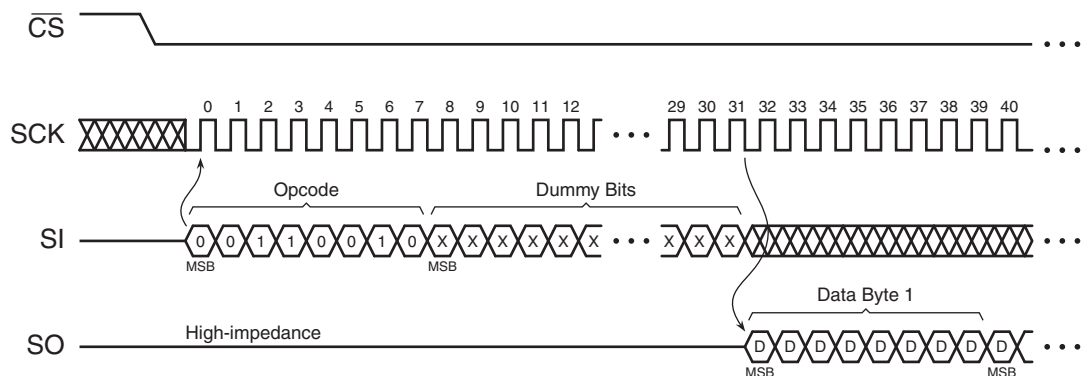 CS
0 1 2 3 4 5 6 7 8 9 10 11 12 29 30 31 32 33 34 35 36 37 38 39 40
SCK
Opcode Dummy Bits
SI 0 0 1 1 0 0 1 0 X X X X X X X X X
MSB MSB
Data Byte 1
High-impedance
SO D D D D D D D D D
MSB MSB